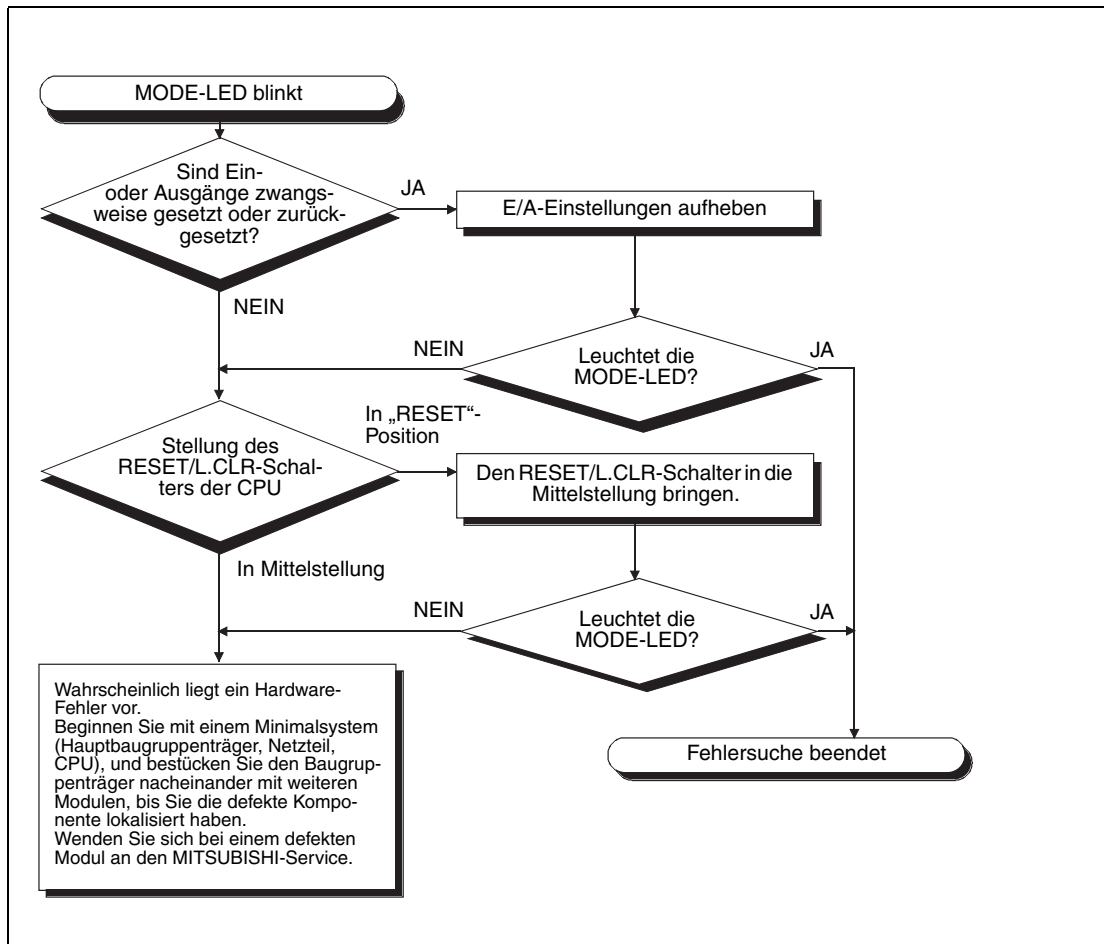 MODE-LED blinkt
Sind Ein-
oder Ausgänge zwangs-
weise gesetzt oder zurück-
gesetzt?
JA
E/A-Einstellungen aufheben
NEIN
NEIN
Leuchtet die
MODE-LED?
JA
Stellung des
RESET/L.CLR-Schal-
ters der CPU
In „RESET“-
Position
Den RESET/L.CLR-Schalter in die
Mittelstellung bringen.
In Mittelstellung
NEIN
Leuchtet die
MODE-LED?
JA
Wahrscheinlich liegt ein Hardware-
Fehler vor.
Beginnen Sie mit einem Minimalsystem
(Hauptbaugruppenträger, Netzteil,
CPU), und bestücken Sie den Baugrup-
penträger nacheinander mit weiteren
Modulen, bis Sie die defekte Kompo-
nente lokalisiert haben.
Wenden Sie sich bei einem defekten
Modul an den MITSUBISHI-Service.
Fehlersuche beendet